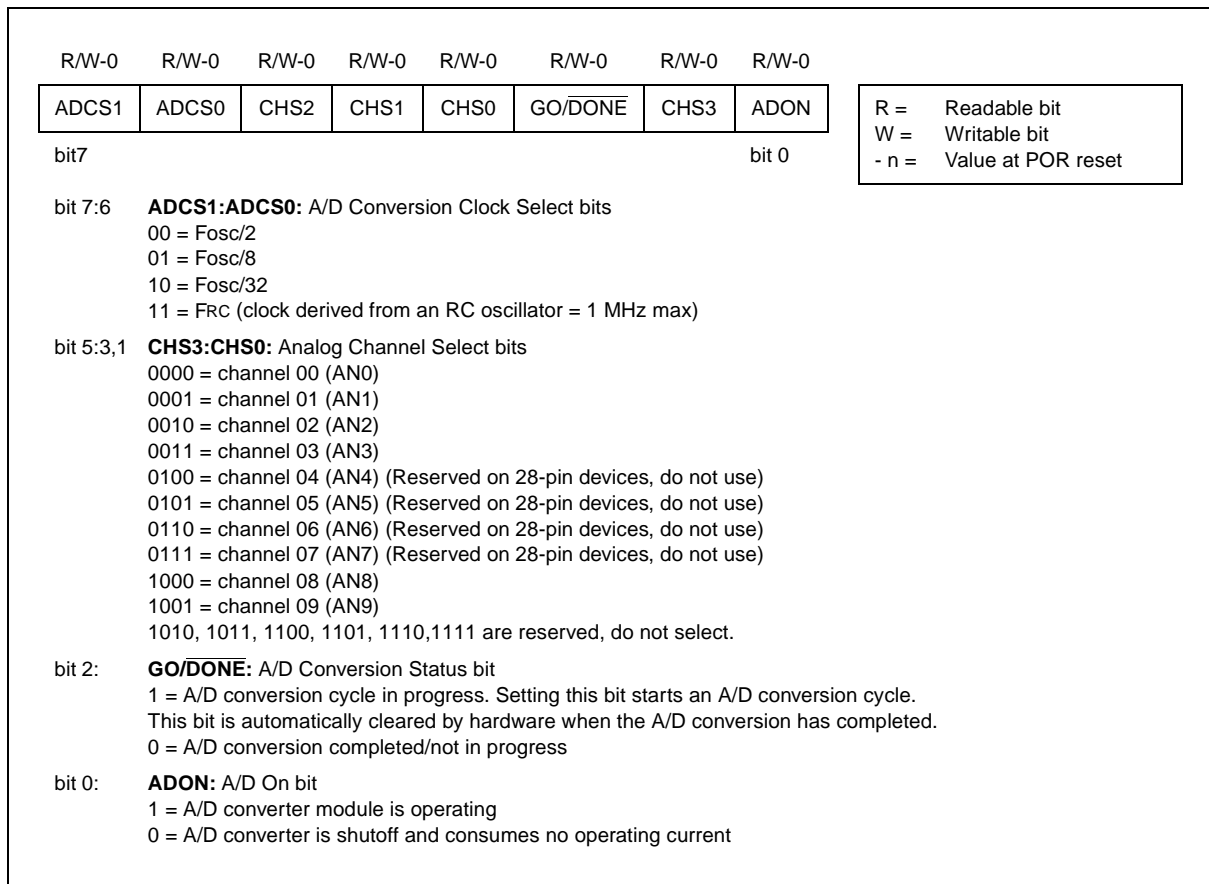 R/W-0 R/W-0 R/W-0 R/W-0 R/W-0 R/W-0 R/W-0 R/W-0
ADCS1 ADCS0 CHS2 CHS1 CHS0 GO/DONE CHS3 ADON
bit7 bit 0
R = Readable bit
W = Writable bit
- n = Value at POR reset
bit 7:6 ADCS1:ADCS0: A/D Conversion Clock Select bits
00 = Fosc/2
01 = Fosc/8
10 = Fosc/32
11 = FRC (clock derived from an RC oscillator = 1 MHz max)
bit 5:3,1 CHS3:CHS0: Analog Channel Select bits
0000 = channel 00 (AN0)
0001 = channel 01 (AN1)
0010 = channel 02 (AN2)
0011 = channel 03 (AN3)
0100 = channel 04 (AN4) (Reserved on 28-pin devices, do not use)
0101 = channel 05 (AN5) (Reserved on 28-pin devices, do not use)
0110 = channel 06 (AN6) (Reserved on 28-pin devices, do not use)
0111 = channel 07 (AN7) (Reserved on 28-pin devices, do not use)
1000 = channel 08 (AN8)
1001 = channel 09 (AN9)
1010, 1011, 1100, 1101, 1110,1111 are reserved, do not select.
bit 2: GO/DONE: A/D Conversion Status bit
1 = A/D conversion cycle in progress. Setting this bit starts an A/D conversion cycle.
This bit is automatically cleared by hardware when the A/D conversion has completed.
0 = A/D conversion completed/not in progress
bit 0: ADON: A/D On bit
1 = A/D converter module is operating
0 = A/D converter is shutoff and consumes no operating current